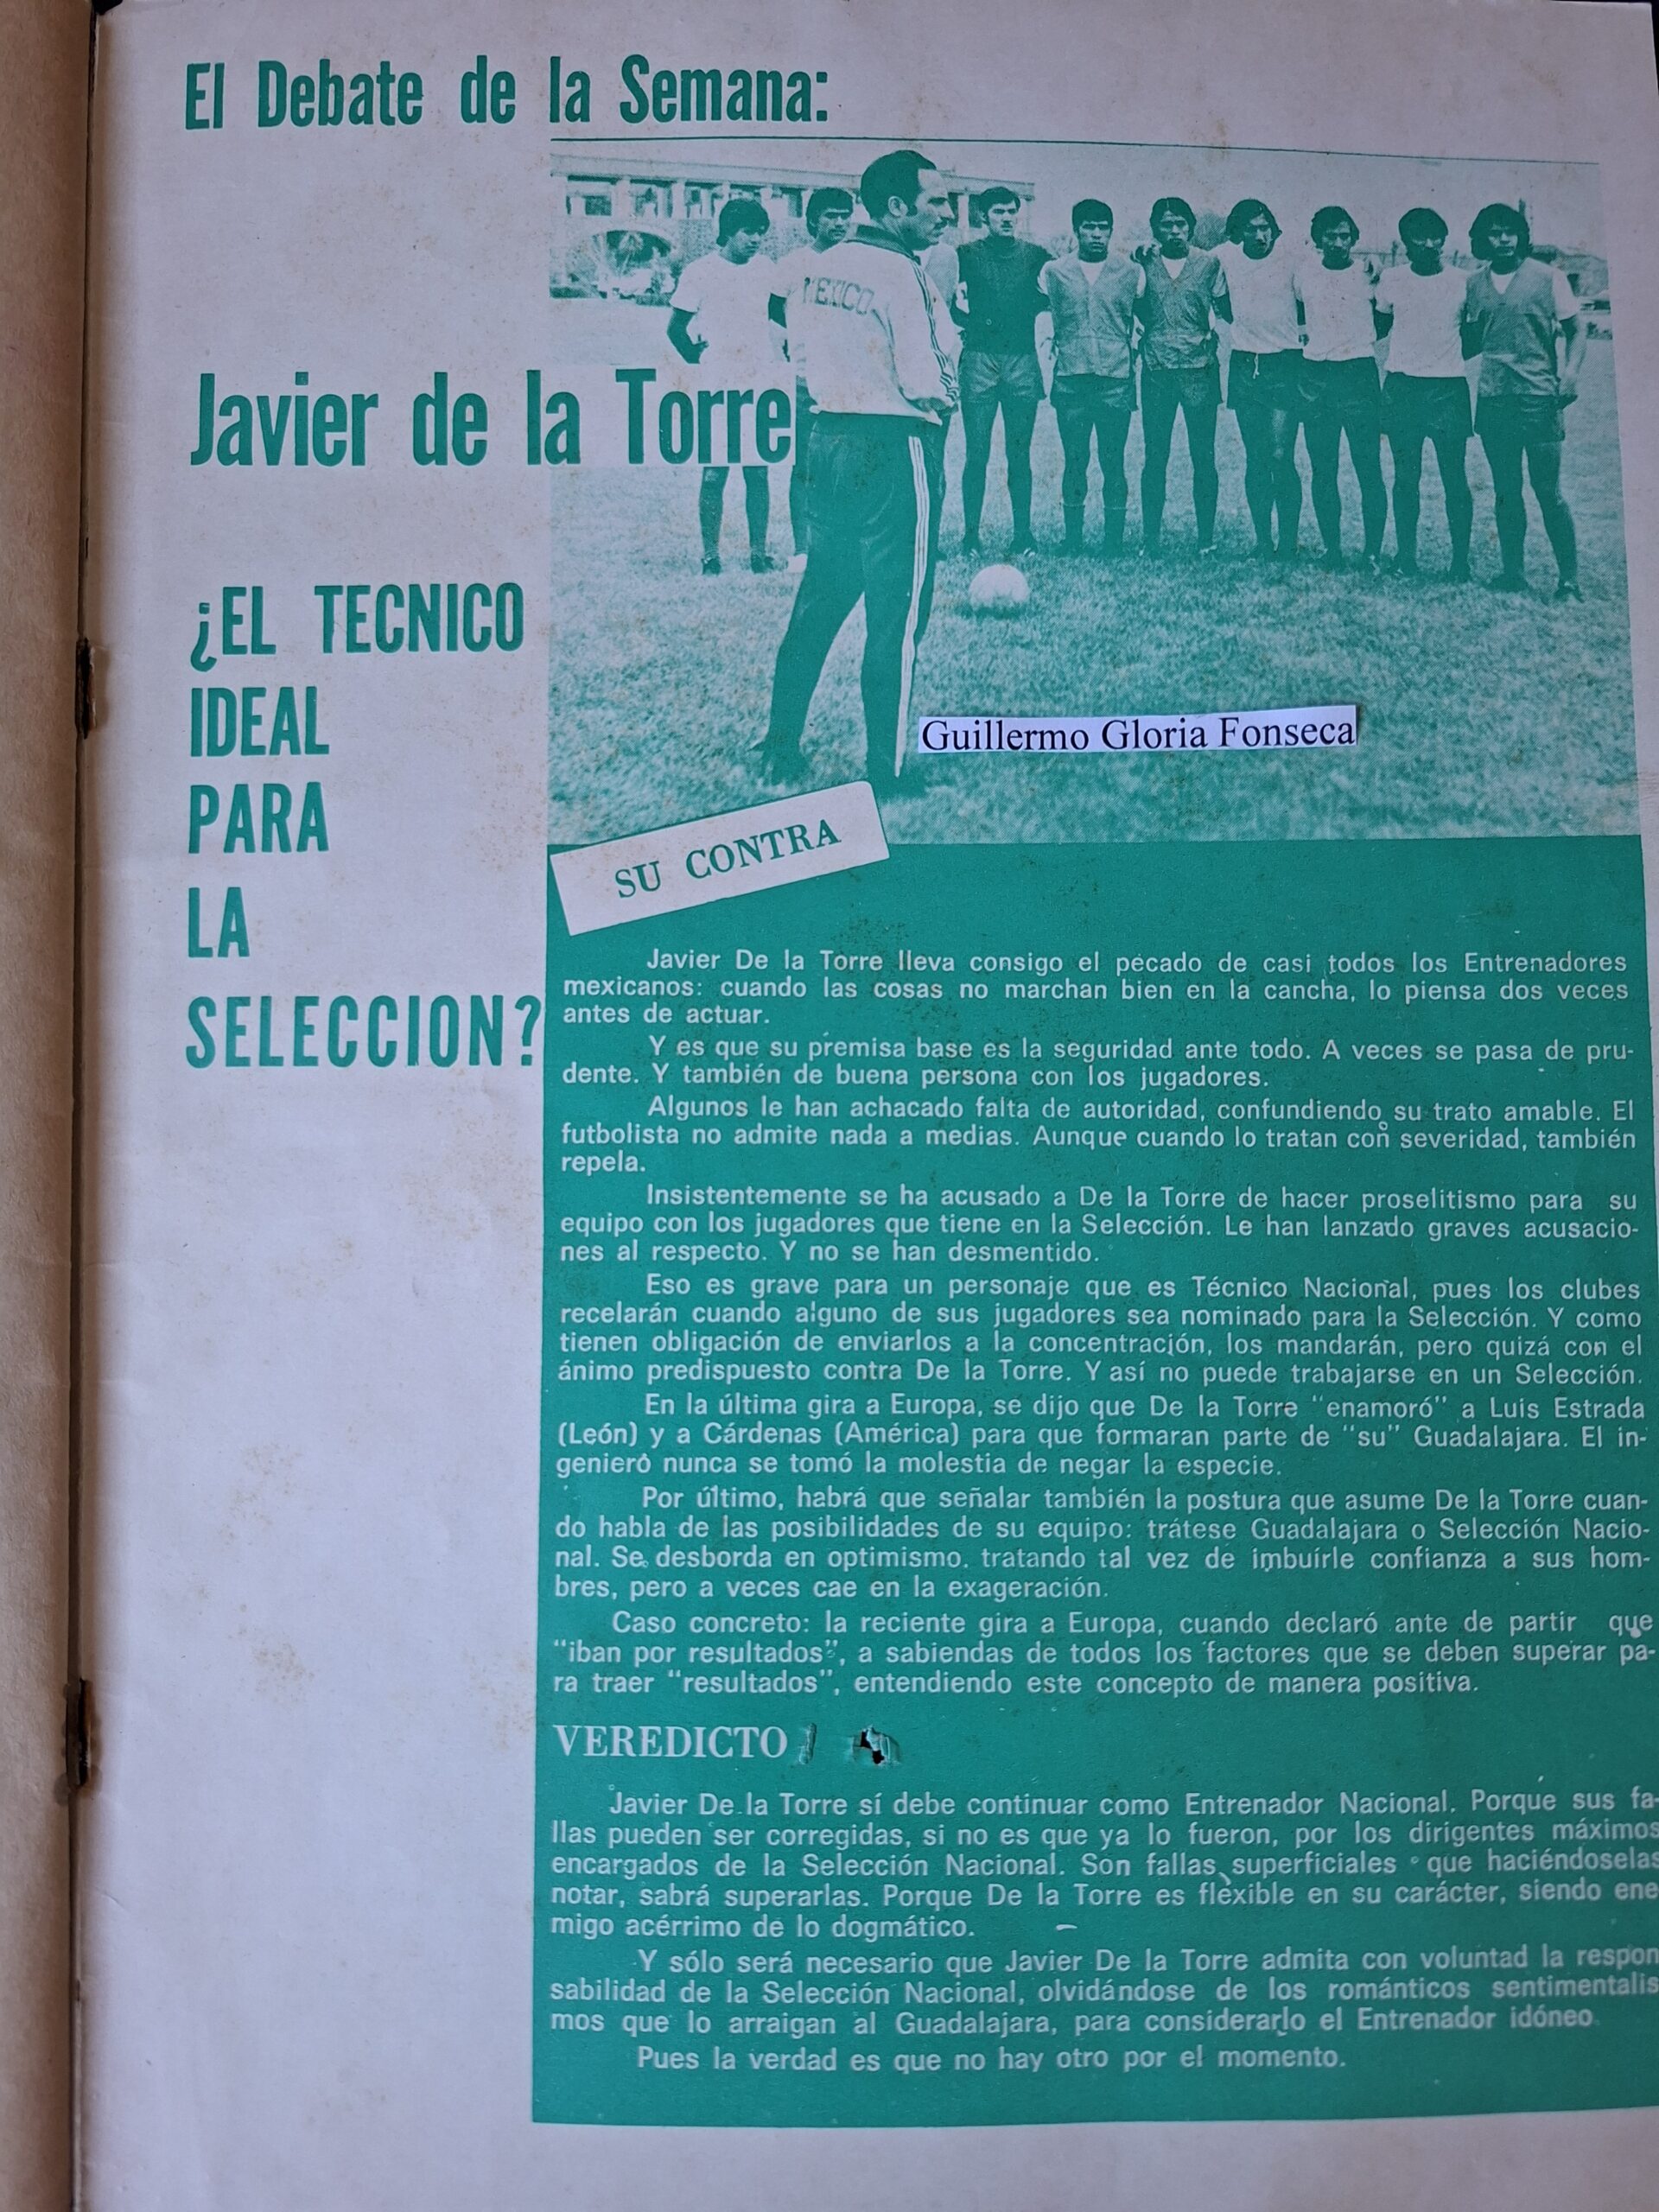 El Debate de la Semana:
MEXICO
Javier de la Torre
¿EL TECNICO
IDEAL
PARA
LA
SELECCION?
Guillermo Gloria Fonseca
SU CONTRA
Javier De la Torre lleva consigo el pecado de casi todos los Entrenadores
mexicanos: cuando las cosas no marchan bien en la cancha, lo piensa dos veces
antes de actuar.
Y es que su premisa base es la seguridad ante todo. A veces se pasa de pru-
dente. Y también de buena persona con los jugadores.
Algunos le han achacado falta de autoridad, confundiendo su trato amable. El
futbolista no admite nada a medias. Aunque cuando lo tratan con severidad, también
repela.
Insistentemente se ha acusado a De la Torre de hacer proselitismo para su
equipo con los jugadores que tiene en la Selección. Le han lanzado graves acusacio-
nes al respecto. Y no se han desmentido.
Eso es grave para un personaje que es Técnico Nacional, pues los clubes
recelarán cuando alguno de sus jugadores sea nominado para la Selección. Y como
tienen obligación de enviarlos a la concentración, los mandarán, pero quizá con el
ánimo predispuesto contra De la Torre. Y así no puede trabajarse en un Selección.
En la última gira a Europa, se dijo que De la Torre “enamoró” a Luis Estrada
(León) y a Cárdenas (América) para que formaran parte de “su” Guadalajara. El in-
geniero nunca se tomó la molestia de negar la especie.
Por último, habrá que señalar también la postura que asume De la Torre cuan-
do habla de las posibilidades de su equipo: trátese Guadalajara o Selección Nacio-
nal. Se desborda en optimismo. tratando tal vez de imbuírle confianza a sus hom-
bres, pero a veces cae en la exageración.
Caso concreto: la reciente gira a Europa, cuando declaró ante de partir que
“iban por resultados”, a sabiendas de todos los factores que se deben superar pa-
ra traer “resultados”, entendiendo este concepto de manera positiva.
VEREDICTO
Javier De la Torre sí debe continuar como Entrenador Nacional. Porque sus fa-
llas pueden ser corregidas, si no es que ya lo fueron, por los dirigentes máximos
encargados de la Selección Nacional. Son fallas superficiales que haciéndoselas
notar, sabrá superarlas. Porque De la Torre es flexible en su carácter, siendo ene
migo acérrimo de lo dogmático.
Y sólo será necesario que Javier De la Torre admita con voluntad la respon
sabilidad de la Selección Nacional, olvidándose de los románticos sentimentalis
mos que lo arraigan al Guadalajara, para considerarlo el Entrenador idóneo.
Pues la verdad es que no hay otro por el momento.